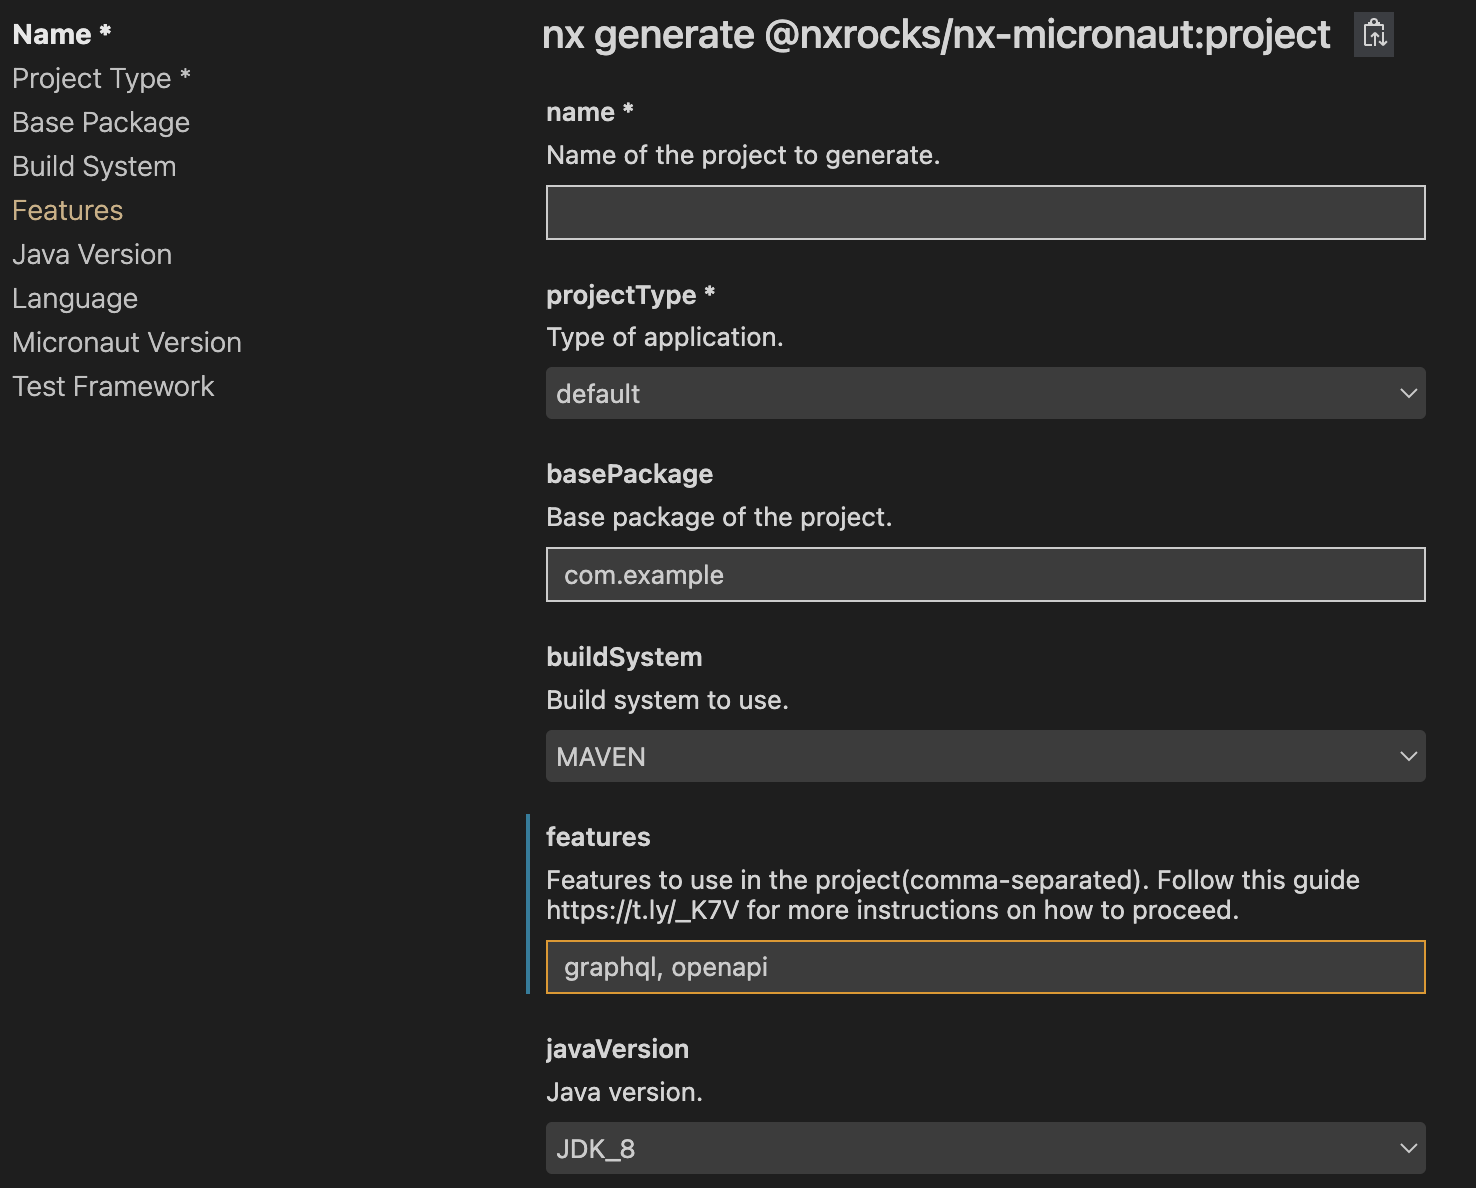 Name *
Project Type *
Base Package
Build System
Features
Java Version
Language
Micronaut Version
Test Framework
nx generate @nxrocks/nx-micronaut:project
name *
Name of the project to generate.
projectType *
Type of application.
default
basePackage
Base package of the project.
com.example
buildSystem
Build system to use.
MAVEN
features
Features to use in the project(comma-separated). Follow this guide
https://t.ly/_K7V for more instructions on how to proceed.
graphql, openapi
javaVersion
Java version.
JDK_8